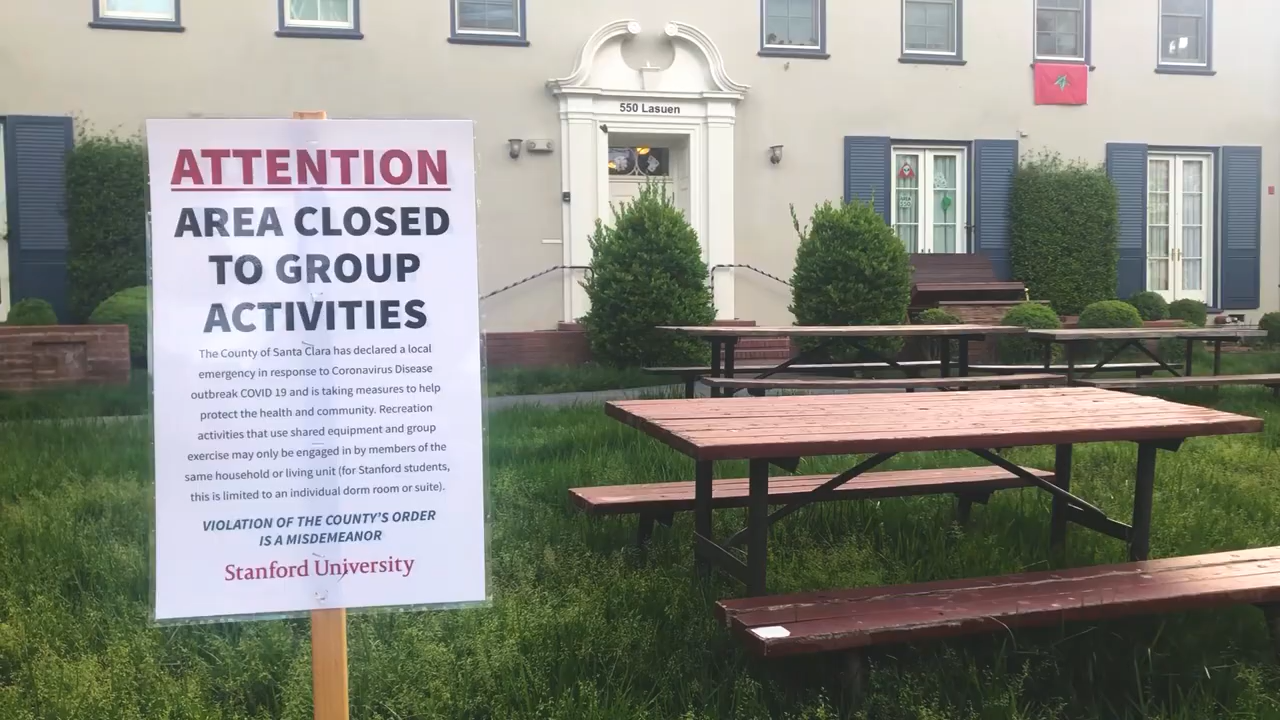 550 Lasuen
ATTENTION
AREA CLOSED
TO GROUP
ACTIVITIES
The County of Santa Clara has declared a local
emergency in response to Coronavirus Disease
outbreak COVID 19 and is taking measures to help
protect the health and community. Recreation
activities that use shared equipment and group
exercise may only be engaged in by members of the
same household or living unit (for Stanford students,
this is limited to an individual dorm room or suite).
VIOLATION OF THE COUNTY'S ORDER
IS A MISDEMEANOR
Stanford University